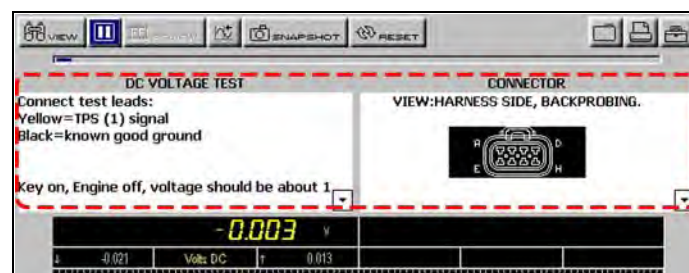 VIEW
SNAPSHOT
RESET
DC VOLTAGE TEST
CONNECTOR
Connect test leads:
Yellow=TPS (1) signal
Black=known good
ground
Key on, Engine off, voltage should be about 1
VIEW:HARNESS SIDE, BACKPROBING.
A
D
E
H
-0.003 V
↓ -0.021
Volts DC
↑ 0.013